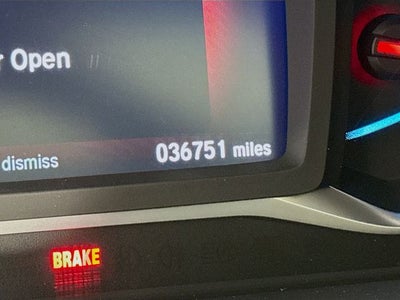 r Open
dismiss
036751 miles
BRAKE